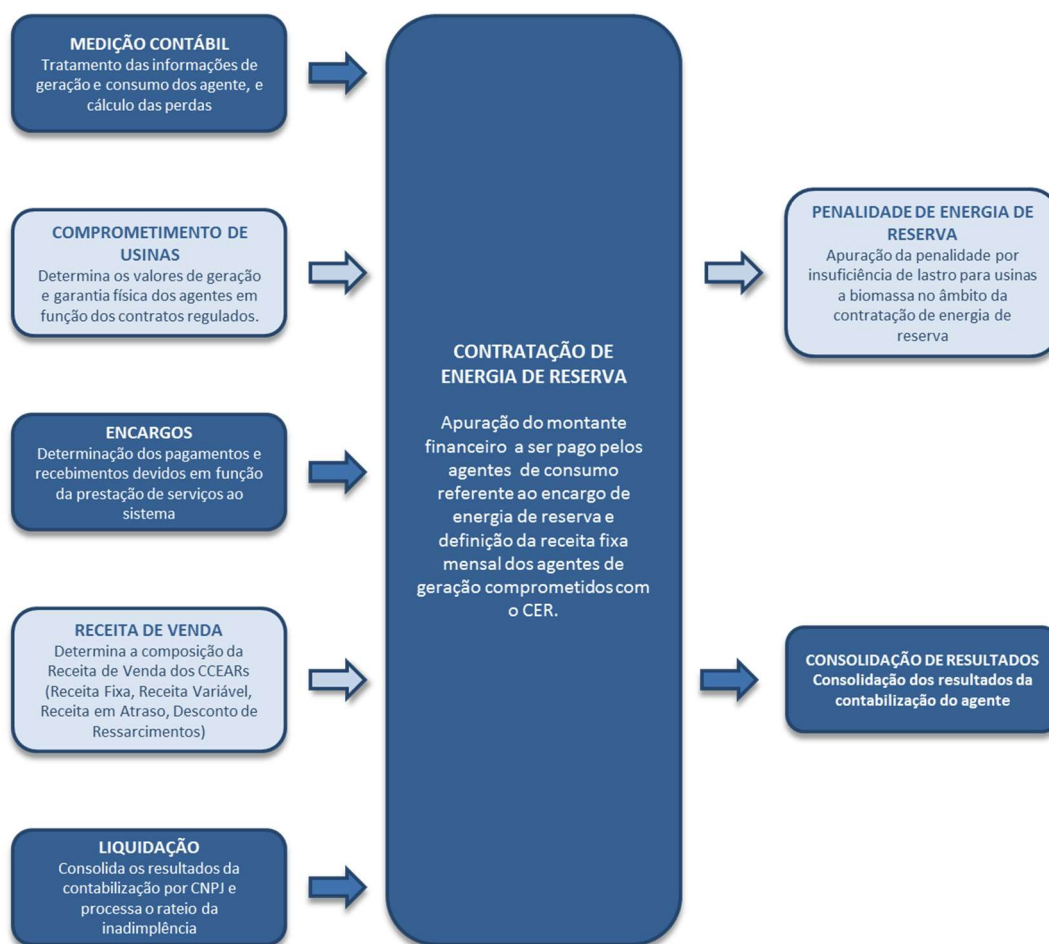 MEDIÇÃO CONTÁBIL
Tratamento das informações de
geração e consumo dos agente, e
cálculo das perdas
COMPROMETIMENTO DE
USINAS
Determina os valores de geração
e garantia física dos agentes em
função dos contratos regulados.
ENCARGOS
Determinação dos pagamentos e
recebimentos devidos em função
da prestação de serviços ao
sistema
RECEITA DE VENDA
Determina a composição da
Receita de Venda dos CCEARs
(Receita Fixa, Receita Variável,
Receita em Atraso, Desconto de
Ressarcimentos)
LIQUIDAÇÃO
Consolida os resultados da
contabilização por CNPJ e
processa o rateio da
inadimplência
CONTRATAÇÃO DE
ENERGIA DE RESERVA
Apuração do montante
financeiro a ser pago pelos
agentes de consumo
referente ao encargo de
energia de reserva e
definição da receita fixa
mensal dos agentes de
geração comprometidos com
o CER.
PENALIDADE DE ENERGIA DE
RESERVA
Apuração da penalidade por
insuficiência de lastro para usinas
a biomassa no âmbito da
contratação de energia de
reserva
CONSOLIDAÇÃO DE RESULTADOS
Consolidação dos resultados da
contabilização do agente